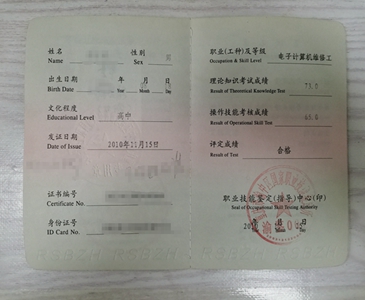 姓名
Name
性别
Sex
出生日期
Birth Date
年 月 日
Year Month Day
文化程度
Educational Level
高中
发证日期
Date of Issue
2010年11月15日
证书编号
Certificate No.
身份证号
ID Card No.
职业(工种)及等级
Occupation & Skill Level
电子计算机维修工
理论知识考试成绩
Result of Theoretical Knowledge Test
73.0
操作技能考核成绩
Result of Operational Skill Test
65.0
评定成绩
Result of Test
合格
职业技能鉴定(指导)中心(印)
Seal of Occupational Skill Testing Authority
年 月 日